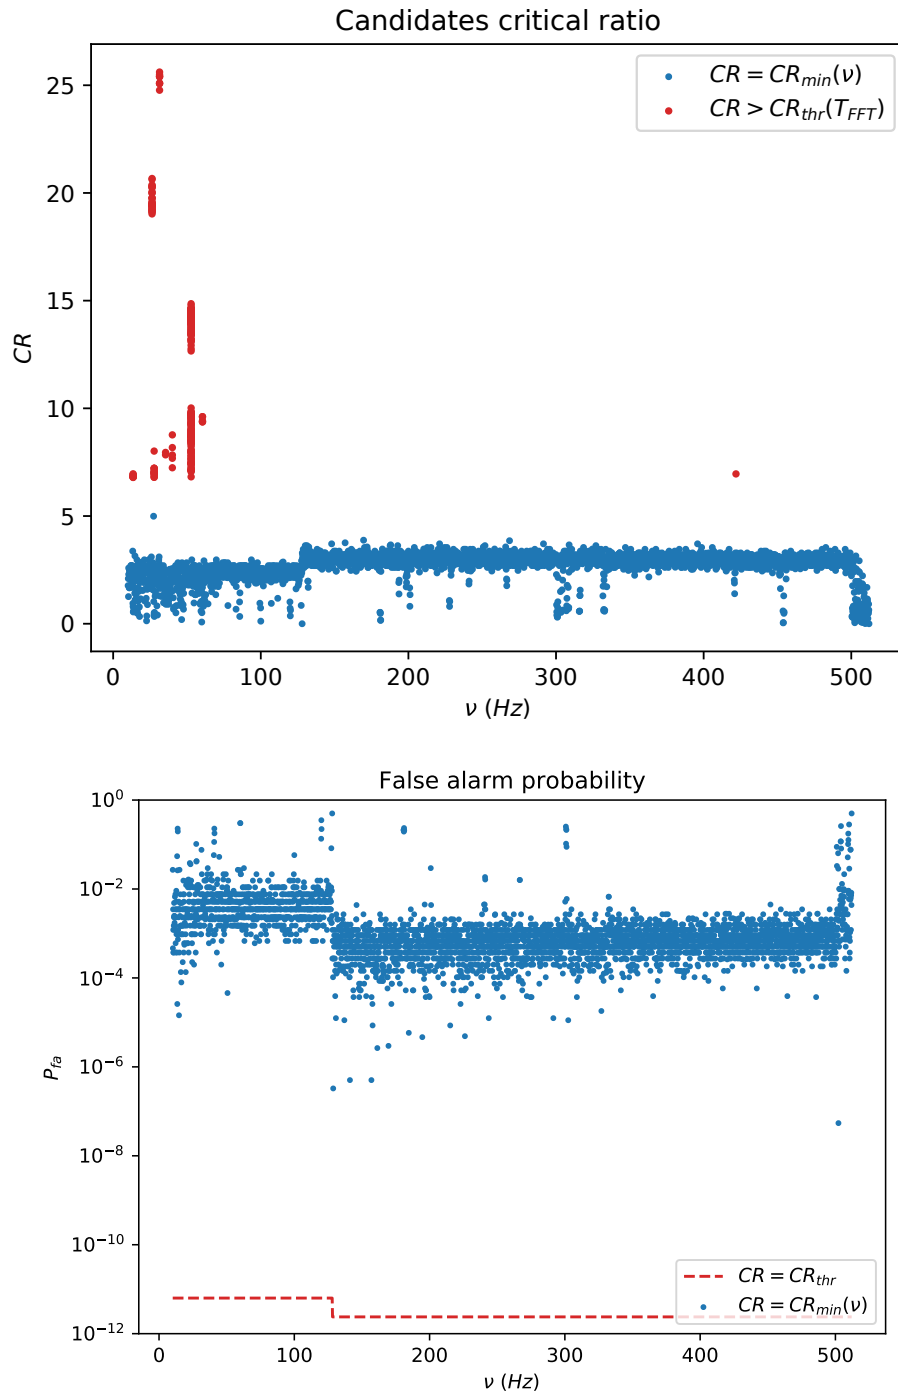 Candidates critical ratio
25
20
15
10
5
0
CR
CR = CR_min(ν)
CR > CR_thr(T_FFT)
0 100 200 300 400 500
ν (Hz)
False alarm probability
10^0
10^−2
10^−4
10^−6
10^−8
10^−10
10^−12
P_fa
CR = CR_thr
CR = CR_min(ν)
0 100 200 300 400 500
ν (Hz)